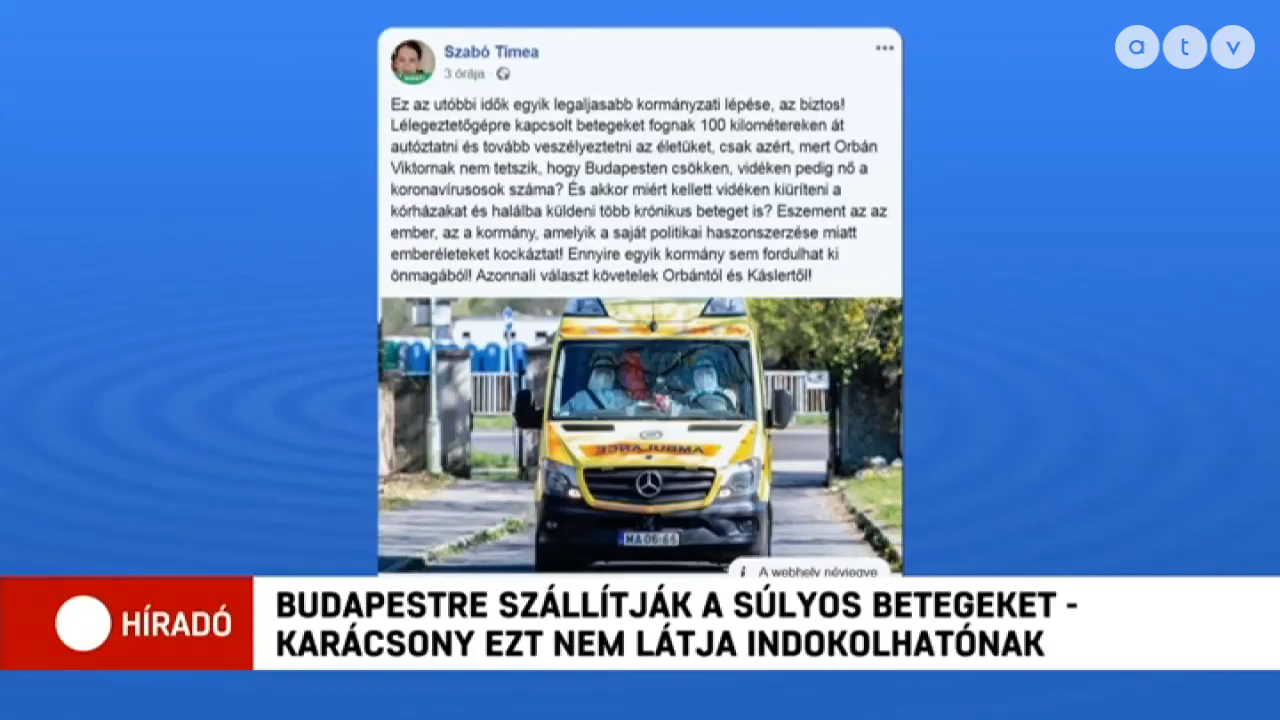 a t v
Szabó Tímea
3 órája
Ez az utóbbi idők egyik legaljasabb kormányzati lépése, az biztos!
Lélegeztetőgépre kapcsolt betegeket fognak 100 kilométereken át
autóztatni és tovább veszélyeztetni az életüket, csak azért, mert Orbán
Viktornak nem tetszik, hogy Budapesten csökken, vidéken pedig nő a
koronavírusosok száma? És akkor miért kellett vidéken kiüríteni a
kórházakat és halálba küldeni több krónikus beteget is? Eszement az az
ember, az a kormány, amelyik a saját politikai haszonszerzése miatt
emberéleteket kockáztat! Ennyire egyik kormány sem fordulhat ki
önmagából! Azonnali választ követelek Orbántól és Káslertől!
AMBULANCE
MA 06-66
i A webhely névjegye
HÍRADÓ
BUDAPESTRE SZÁLLÍTJÁK A SÚLYOS BETEGEKET -
KARÁCSONY EZT NEM LÁTJA INDOKOLHATÓNAK